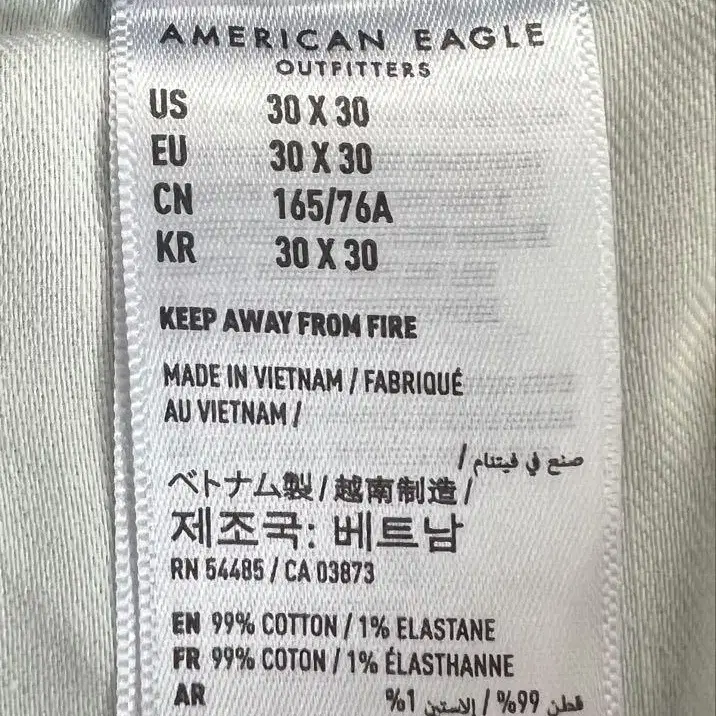 AMERICAN EAGLE
OUTFITTERS
US 30 X 30
EU 30 X 30
CN 165/76A
KR 30 X 30
KEEP AWAY FROM FIRE
MADE IN VIETNAM / FABRIQUÉ
AU VIETNAM /
صنع في فيتنام /
ベトナム製 / 越南制造 /
제조국: 베트남
RN 54485 / CA 03873
EN 99% COTTON / 1% ELASTANE
FR 99% COTON / 1% ÉLASTHANNE
AR قطن 99% / إلاستين 1%